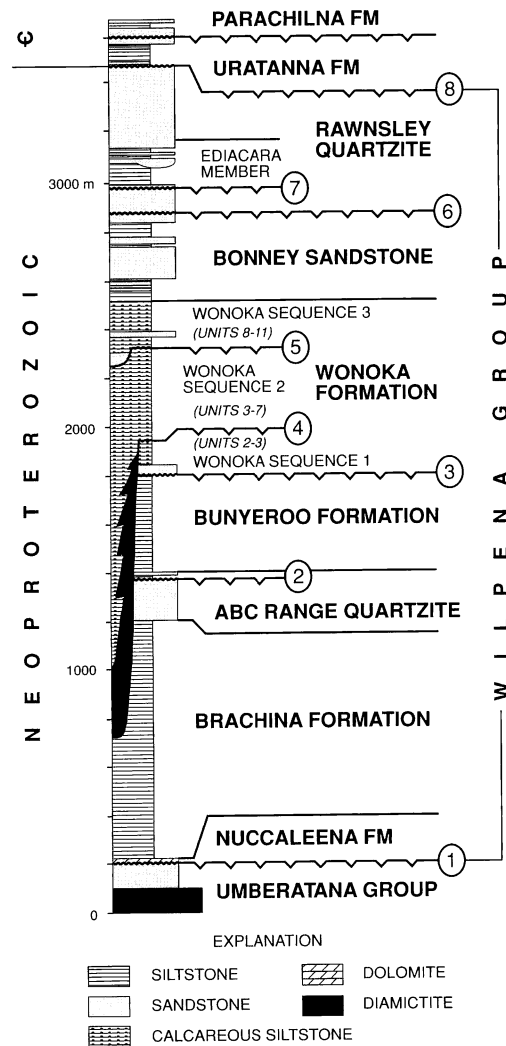 Є
PARACHILNA FM
URATANNA FM
8
RAWNSLEY
QUARTZITE
EDIACARA
MEMBER
3000 m
7
6
BONNEY SANDSTONE
WONOKA SEQUENCE 3
(UNITS 8-11)
5
WONOKA
SEQUENCE 2
WONOKA
FORMATION
(UNITS 3-7)
2000
4
(UNITS 2-3)
WONOKA SEQUENCE 1
3
BUNYEROO FORMATION
2
ABC RANGE QUARTZITE
1000
BRACHINA FORMATION
NUCCALEENA FM
1
UMBERATANA GROUP
0
NEOPROTEROZOIC
WILPENA GROUP
EXPLANATION
SILTSTONE
DOLOMITE
SANDSTONE
DIAMICTITE
CALCAREOUS SILTSTONE